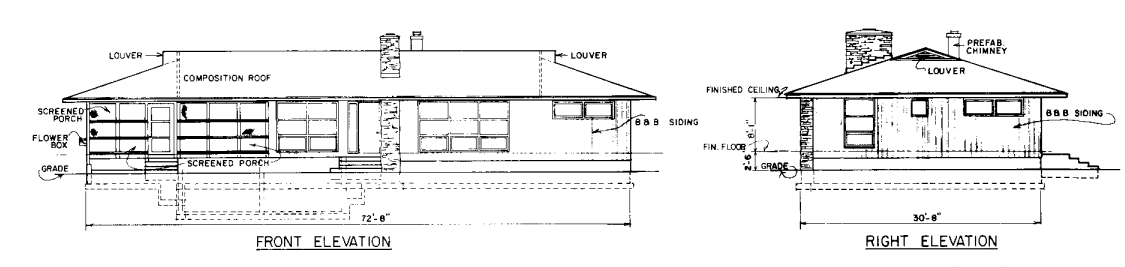 LOUVER
LOUVER
COMPOSITION ROOF
SCREENED
PORCH
FLOWER
BOX
SCREENED PORCH
B & B SIDING
GRADE
72'-8"
FRONT ELEVATION
PREFAB.
CHIMNEY
LOUVER
FINISHED CEILING
8'-1"
B & B SIDING
FIN. FLOOR
2'-6"
GRADE
30'-8"
RIGHT ELEVATION